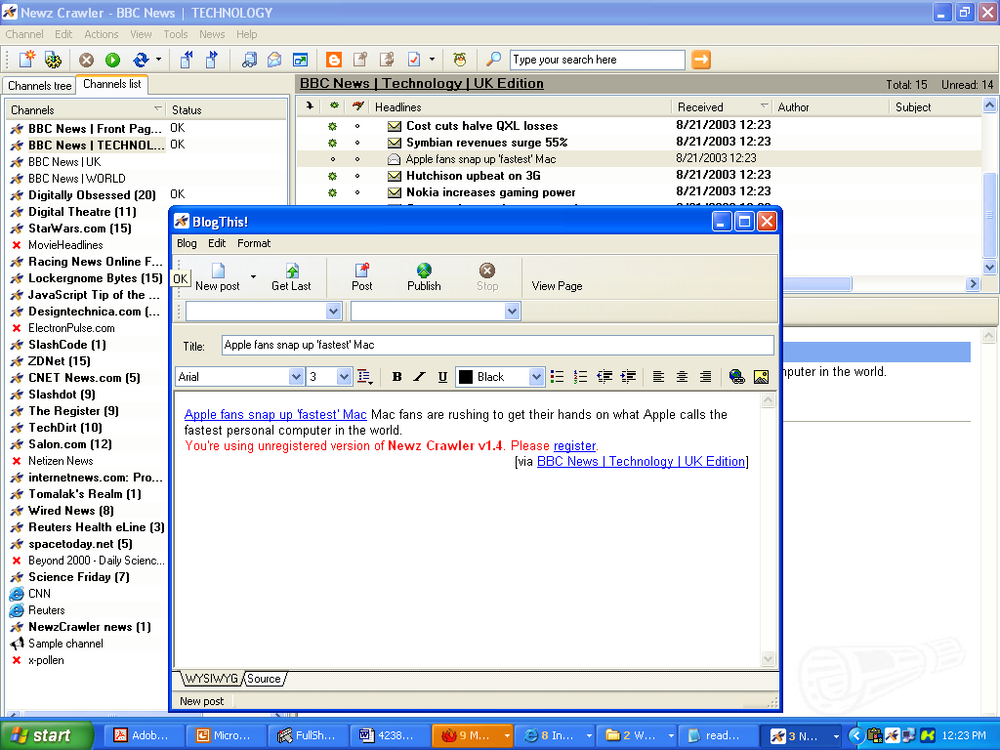 Newz Crawler - BBC News | TECHNOLOGY
Channel Edit Actions View Tools News Help
Type your search here
Channels tree Channels list
BBC News | Technology | UK Edition Total: 15 Unread: 14
Channels Status
Headlines Received Author Subject
BBC News | Front Pag... OK
BBC News | TECHNOL... OK
BBC News | UK
BBC News | WORLD
Digitally Obsessed (20) OK
Digital Theatre (11)
StarWars.com (15)
MovieHeadlines
Racing News Online F...
Lockergnome Bytes (15)
JavaScript Tip of the ...
Designtechnica.com (...
ElectronPulse.com
SlashCode (1)
ZDNet (15)
CNET News.com (5)
Slashdot (9)
The Register (9)
TechDirt (10)
Salon.com (12)
Netizen News
internetnews.com: Pro...
Tomalak's Realm (1)
Wired News (8)
Reuters Health eLine (3)
spacetoday.net (5)
Beyond 2000 - Daily Scienc...
Science Friday (7)
CNN
Reuters
NewzCrawler news (1)
Sample channel
x-pollen
Cost cuts halve QXL losses 8/21/2003 12:23
Symbian revenues surge 55% 8/21/2003 12:23
Apple fans snap up 'fastest' Mac 8/21/2003 12:23
Hutchison upbeat on 3G 8/21/2003 12:23
Nokia increases gaming power 8/21/2003 12:23
BlogThis!
Blog Edit Format
OK
New post Get Last Post Publish Stop View Page
Title: Apple fans snap up 'fastest' Mac
Arial 3 B I U Black
Apple fans snap up 'fastest' Mac Mac fans are rushing to get their hands on what Apple calls the
fastest personal computer in the world.
You're using unregistered version of Newz Crawler v1.4. Please register.
[via BBC News | Technology | UK Edition]
WYSIWYG Source
New post
mputer in the world.
start Adob... Micro... FullSh... 4238... 9 M... 8 In... 2 W... read... 3 N... 12:23 PM